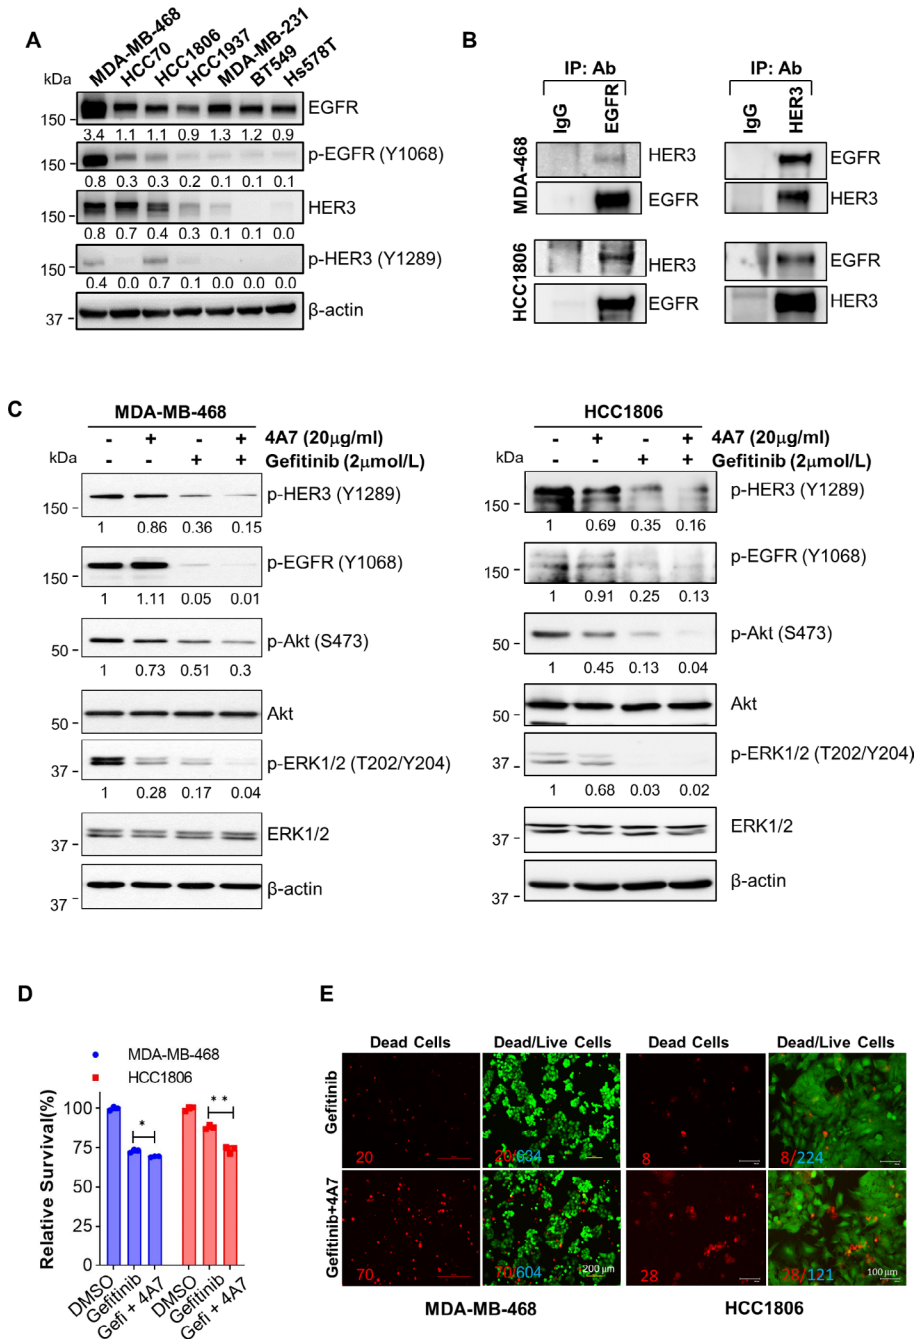 A
MDA-MB-468
HCC70
HCC1806
HCC1937
MDA-MB-231
BT549
Hs578T
kDa
150
EGFR
3.4 1.1 1.1 0.9 1.3 1.2 0.9
150
p-EGFR (Y1068)
0.8 0.3 0.3 0.2 0.1 0.1 0.1
150
HER3
0.8 0.7 0.4 0.3 0.1 0.1 0.0
150
p-HER3 (Y1289)
0.4 0.0 0.7 0.1 0.0 0.0 0.0
37
β-actin
B
IP: Ab
IgG
EGFR
MDA-468
HER3
EGFR
HCC1806
HER3
EGFR
IP: Ab
IgG
HER3
EGFR
HER3
EGFR
HER3
C
MDA-MB-468
- + - + 4A7 (20μg/ml)
kDa - - + + Gefitinib (2μmol/L)
150 p-HER3 (Y1289)
1 0.86 0.36 0.15
150 p-EGFR (Y1068)
1 1.11 0.05 0.01
50 p-Akt (S473)
1 0.73 0.51 0.3
50 Akt
37 p-ERK1/2 (T202/Y204)
1 0.28 0.17 0.04
37 ERK1/2
37 β-actin
HCC1806
- + - + 4A7 (20μg/ml)
kDa - - + + Gefitinib (2μmol/L)
150 p-HER3 (Y1289)
1 0.69 0.35 0.16
150 p-EGFR (Y1068)
1 0.91 0.25 0.13
50 p-Akt (S473)
1 0.45 0.13 0.04
50 Akt
37 p-ERK1/2 (T202/Y204)
1 0.68 0.03 0.02
37 ERK1/2
37 β-actin
D
MDA-MB-468
HCC1806
Relative Survival(%)
100
75
50
25
0
*
**
DMSO
Gefitinib
Gefi + 4A7
DMSO
Gefitinib
Gefi + 4A7
E
Dead Cells Dead/Live Cells Dead Cells Dead/Live Cells
Gefitinib
20 20/634 8 8/224
Gefitinib+4A7
200 μm 100 μm
70 70/604 28 28/121
MDA-MB-468 HCC1806